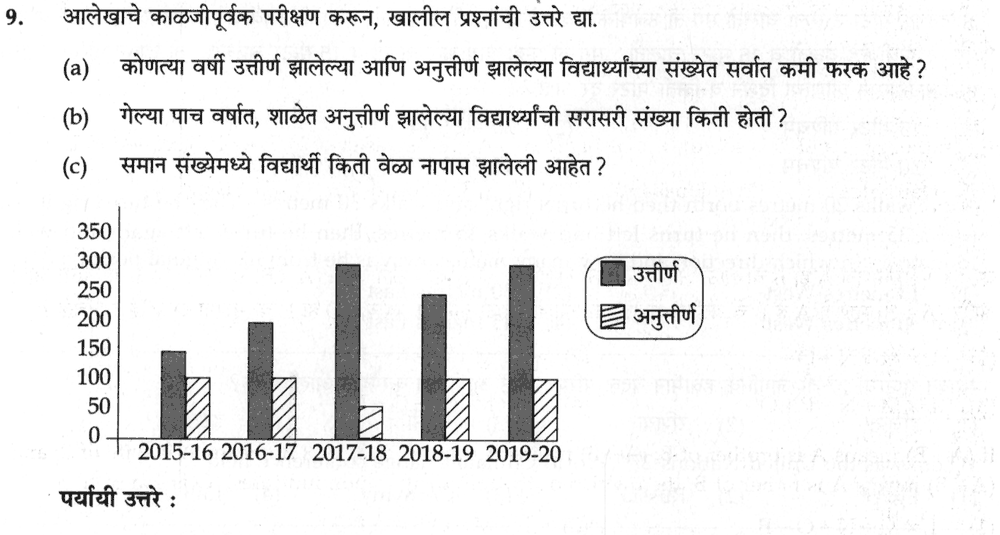 9. आलेखाचे काळजीपूर्वक परीक्षण करून, खालील प्रश्नांची उत्तरे द्या.
(a) कोणत्या वर्षी उत्तीर्ण झालेल्या आणि अनुत्तीर्ण झालेल्या विद्यार्थ्यांच्या संख्येत सर्वात कमी फरक आहे ?
(b) गेल्या पाच वर्षात, शाळेत अनुत्तीर्ण झालेल्या विद्यार्थ्यांची सरासरी संख्या किती होती ?
(c) समान संख्येमध्ये विद्यार्थी किती वेळा नापास झालेली आहेत ?
350
300
250
200
150
100
50
0
2015-16 2016-17 2017-18 2018-19 2019-20
उत्तीर्ण
अनुत्तीर्ण
पर्यायी उत्तरे :